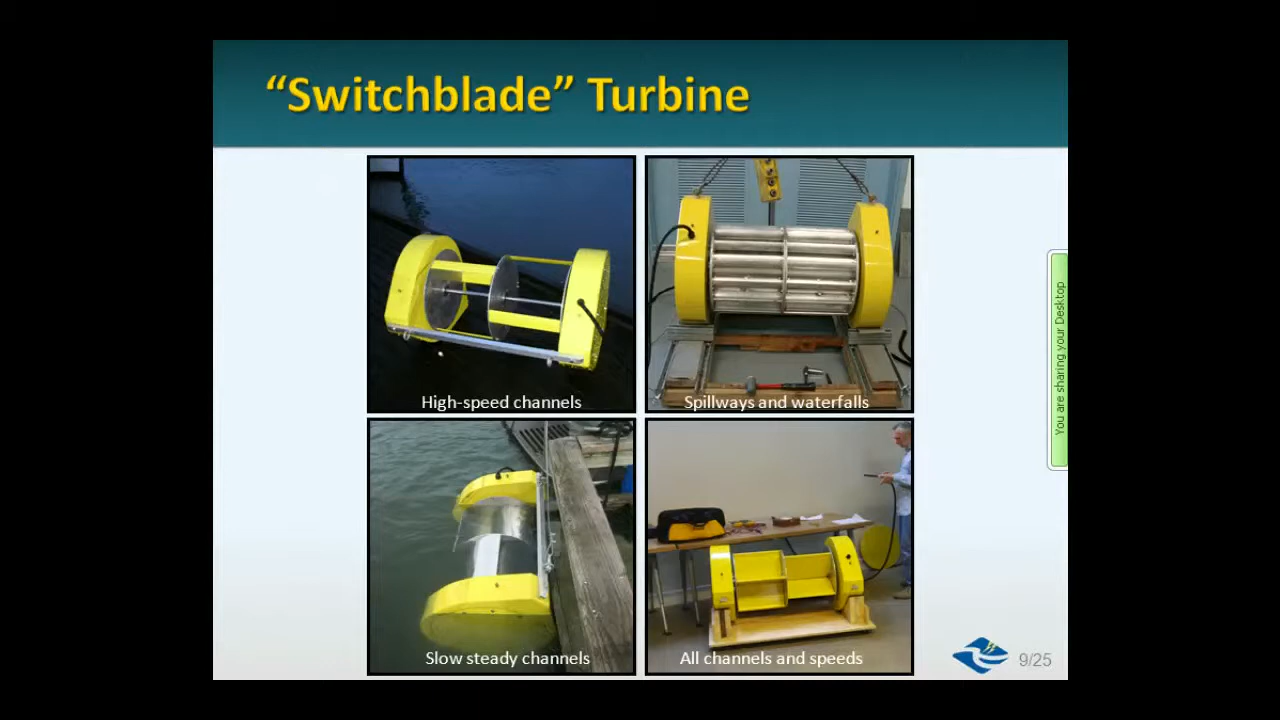 “Switchblade” Turbine
High-speed channels
Spillways and waterfalls
Slow steady channels
All channels and speeds
You are sharing your Desktop
9/25